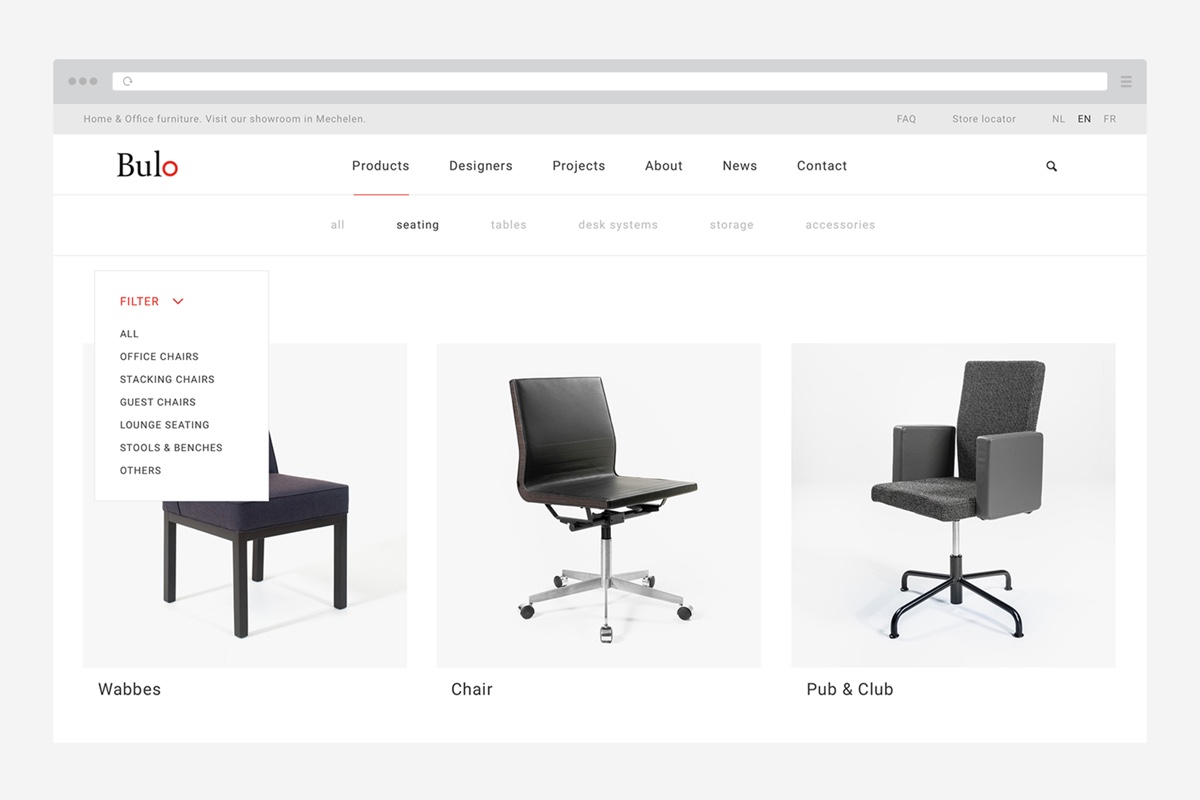 Home & Office furniture. Visit our showroom in Mechelen.
FAQ Store locator NL EN FR
Bulo
Products Designers Projects About News Contact
all seating tables desk systems storage accessories
FILTER
ALL
OFFICE CHAIRS
STACKING CHAIRS
GUEST CHAIRS
LOUNGE SEATING
STOOLS & BENCHES
OTHERS
Wabbes
Chair
Pub & Club